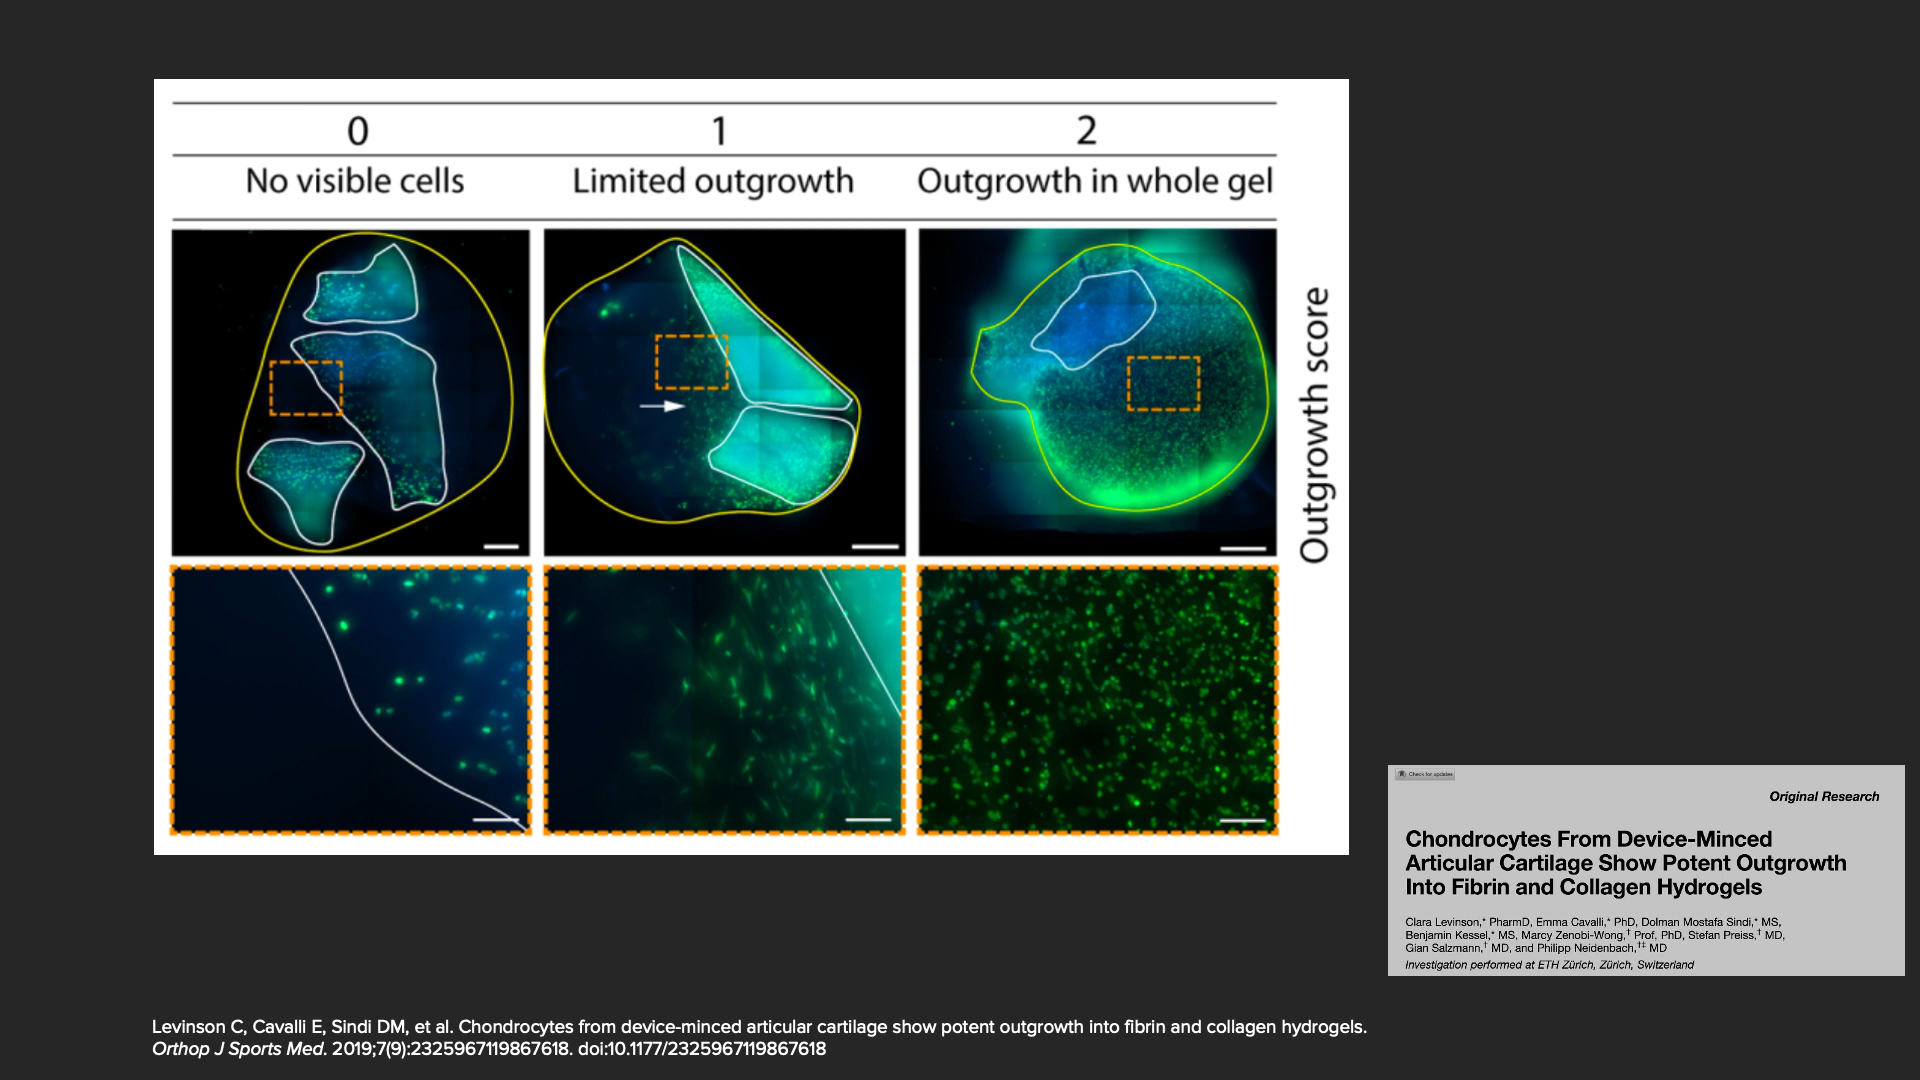 0 1 2
No visible cells Limited outgrowth Outgrowth in whole gel
Outgrowth score
Check for updates
Original Research
Chondrocytes From Device-Minced
Articular Cartilage Show Potent Outgrowth
Into Fibrin and Collagen Hydrogels
Clara Levinson,* PharmD, Emma Cavalli,* PhD, Dolman Mostafa Sindi,* MS,
Benjamin Kessel,* MS, Marcy Zenobi-Wong,† Prof, PhD, Stefan Preiss,† MD,
Gian Salzmann,† MD, and Philipp Neidenbach,†‡ MD
Investigation performed at ETH Zürich, Zürich, Switzerland
Levinson C, Cavalli E, Sindi DM, et al. Chondrocytes from device-minced articular cartilage show potent outgrowth into fibrin and collagen hydrogels.
Orthop J Sports Med. 2019;7(9):2325967119867618. doi:10.1177/2325967119867618